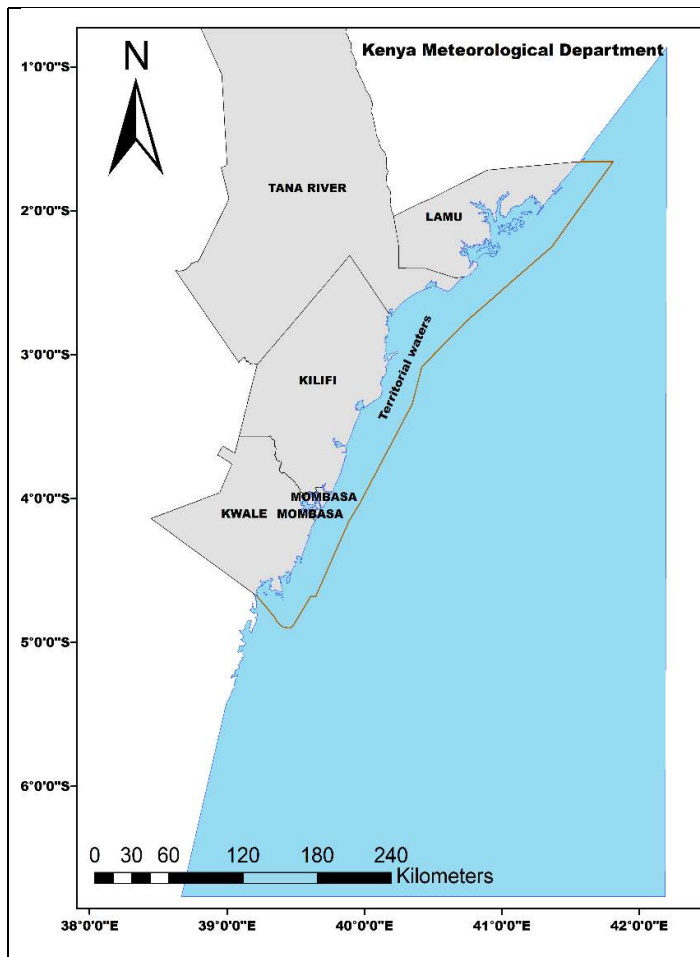 Kenya Meteorological Department
N
1°0'0"S
2°0'0"S
3°0'0"S
4°0'0"S
5°0'0"S
6°0'0"S
TANA RIVER
LAMU
Territorial waters
KILIFI
MOMBASA
KWALE MOMBASA
0 30 60 120 180 240
Kilometers
38°0'0"E 39°0'0"E 40°0'0"E 41°0'0"E 42°0'0"E